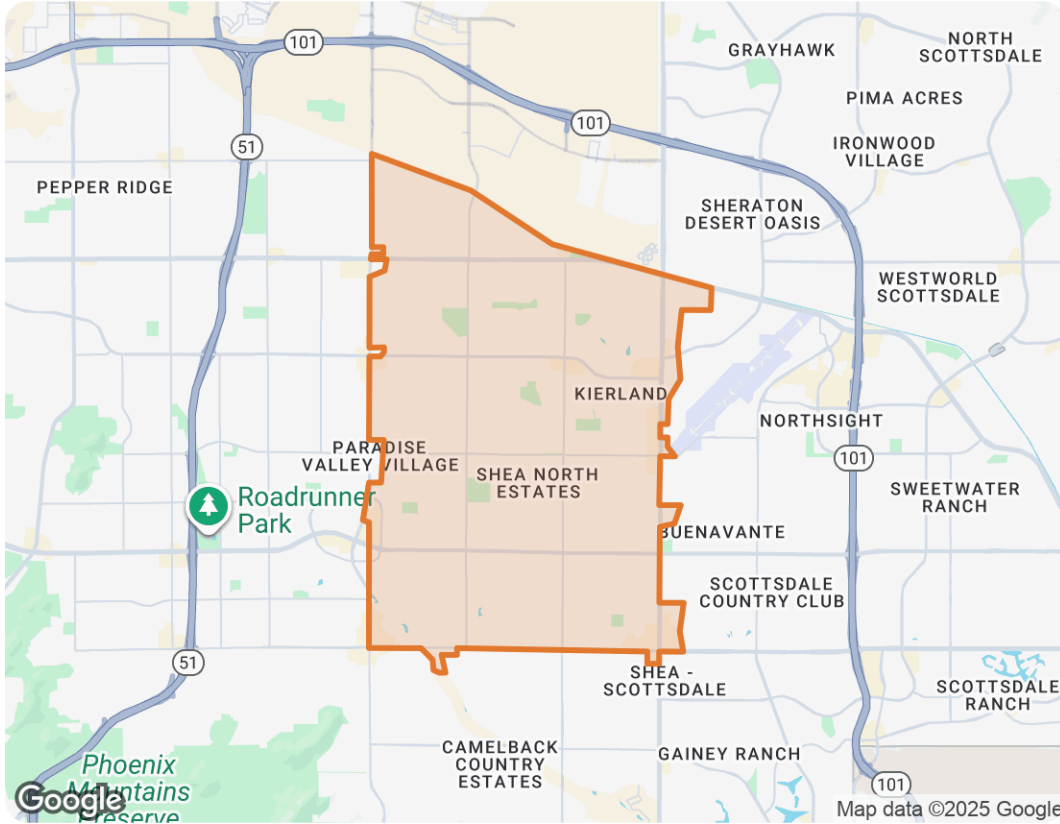 101
GRAYHAWK
NORTH
SCOTTSDALE
PIMA ACRES
101
51
IRONWOOD
VILLAGE
PEPPER RIDGE
SHERATON
DESERT OASIS
WESTWORLD
SCOTTSDALE
KIERLAND
NORTHSIGHT
PARADISE
VALLEY VILLAGE
101
SHEA NORTH
ESTATES
SWEETWATER
RANCH
Roadrunner
Park
BUENAVANTE
SCOTTSDALE
COUNTRY CLUB
51
SHEA -
SCOTTSDALE
SCOTTSDALE
RANCH
CAMELBACK
COUNTRY
ESTATES
GAINEY RANCH
Phoenix
Mountains
Preserve
101
Google
Map data ©2025 Google